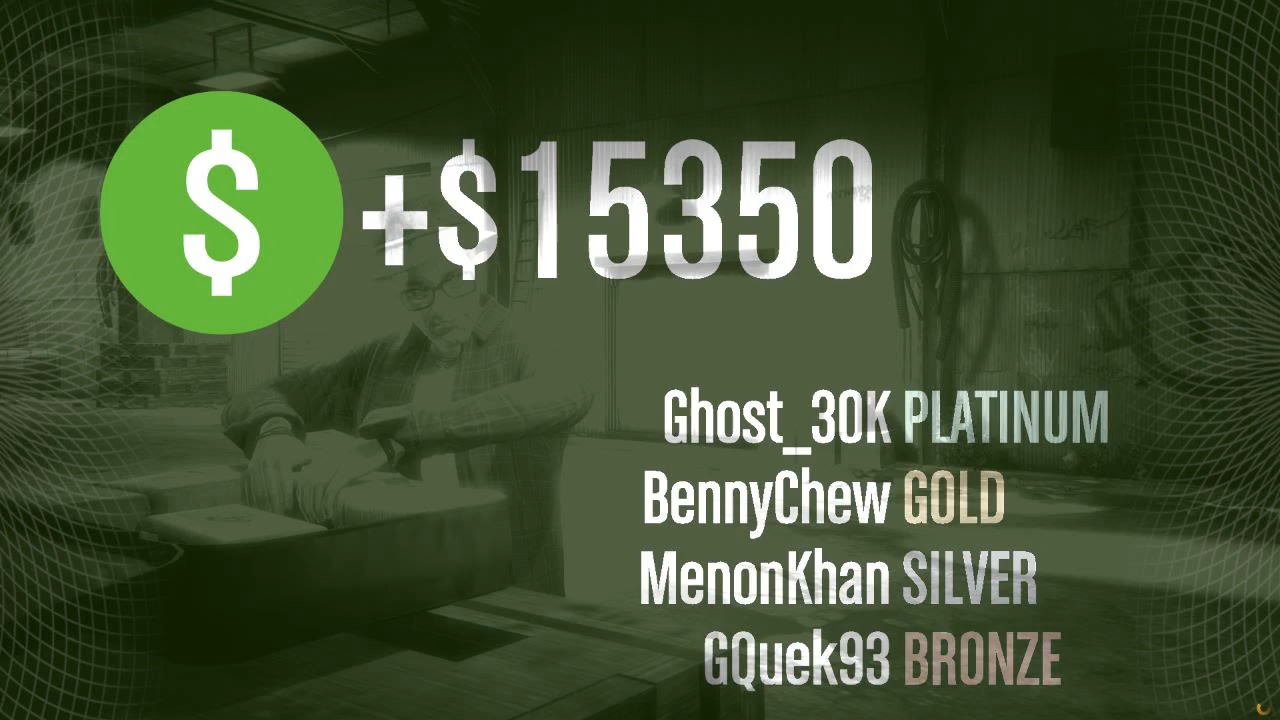 $ +$15350
Ghost_30K PLATINUM
BennyChew GOLD
MenonKhan SILVER
GQuek93 BRONZE